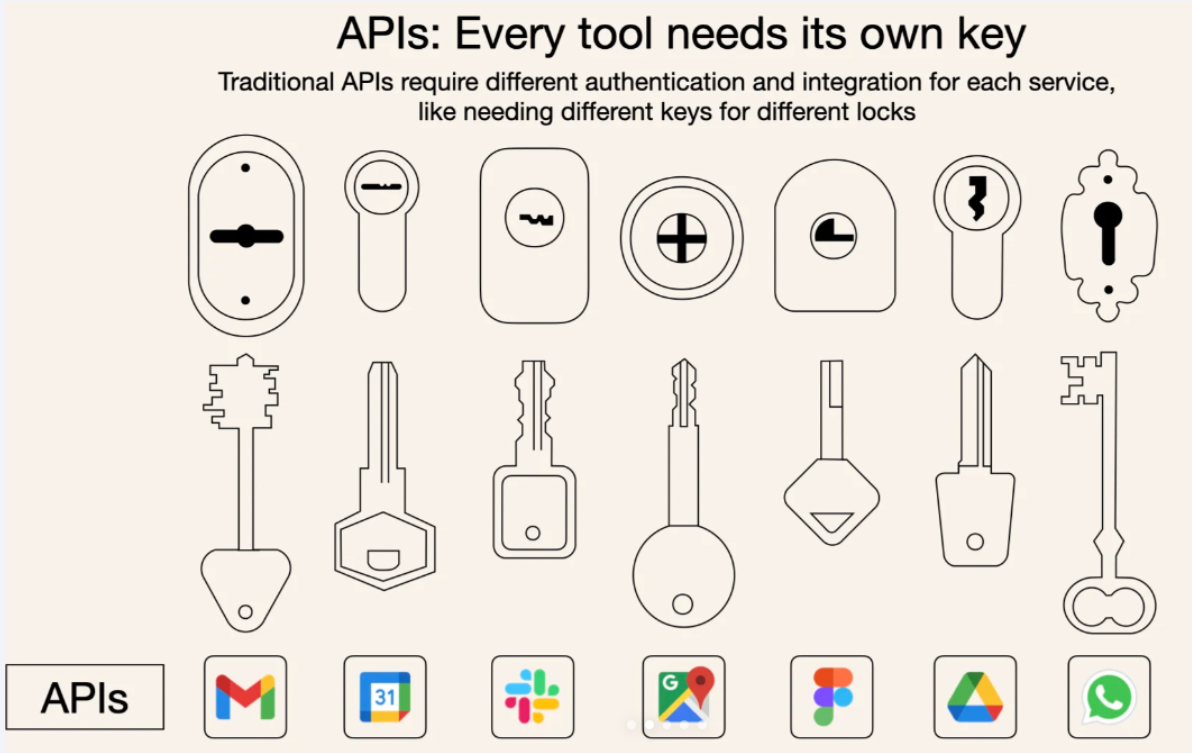 APIs: Every tool needs its own key
Traditional APIs require different authentication and integration for each service,
like needing different keys for different locks
APIs
31
G